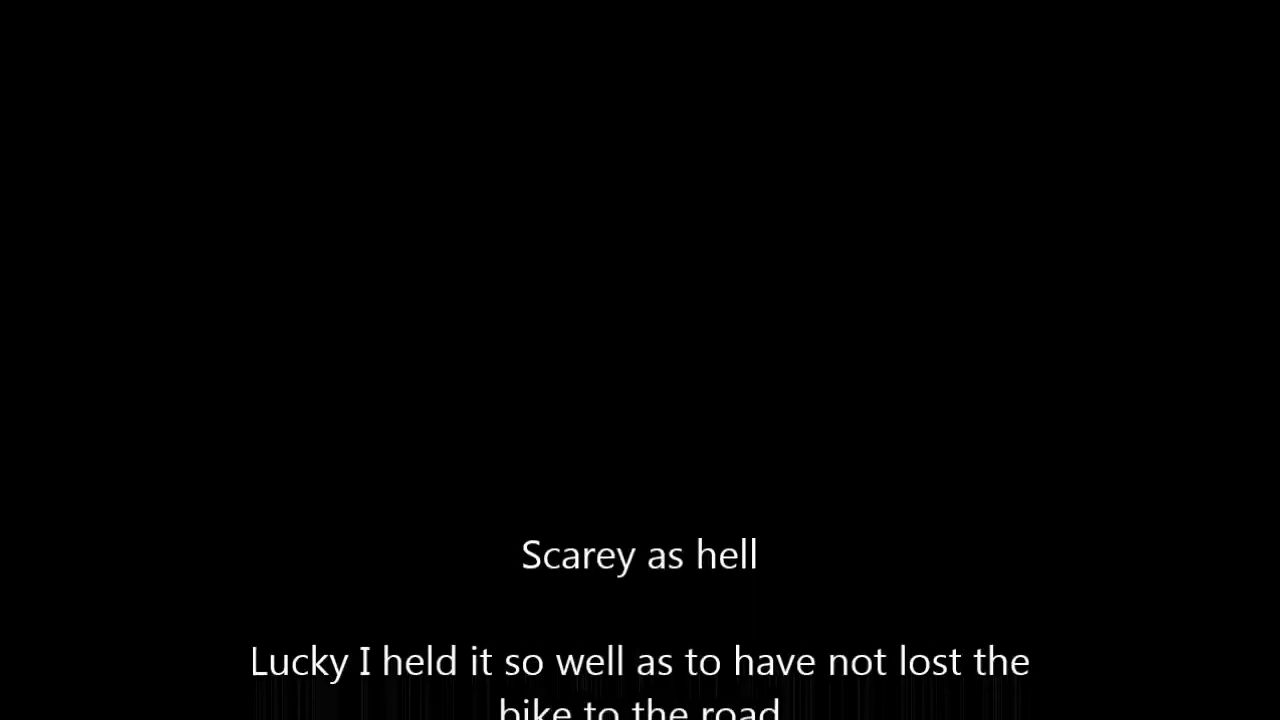 Scarey as hell
Lucky I held it so well as to have not lost the
bike to the road